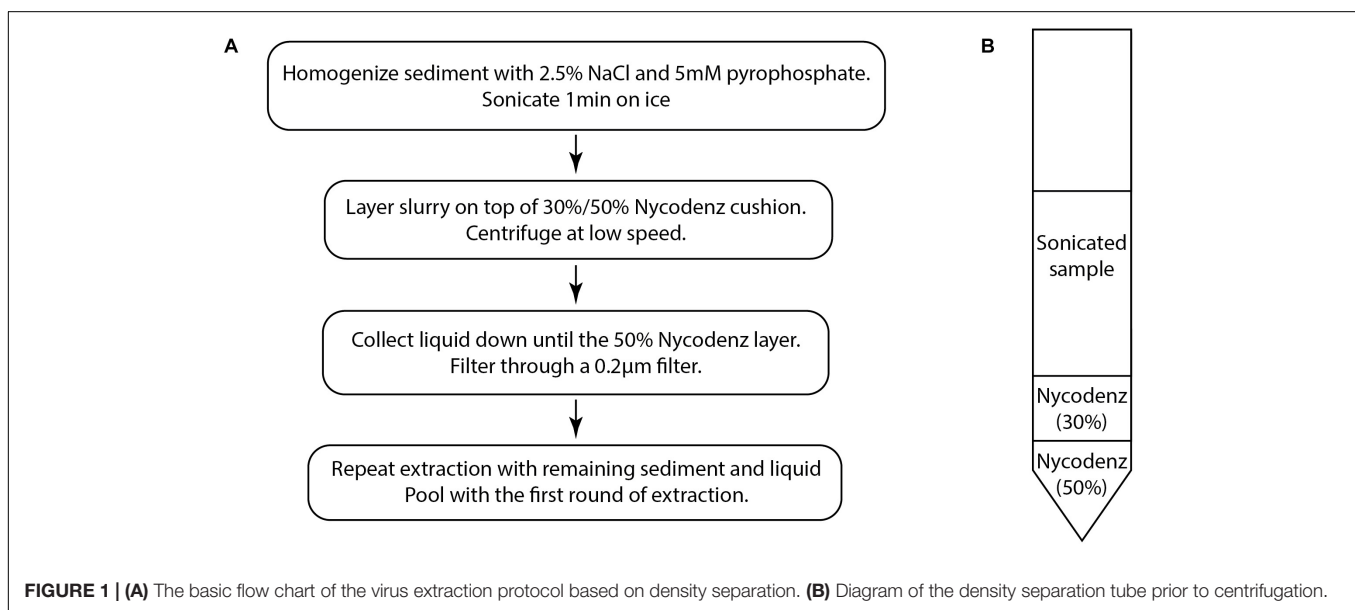 A
Homogenize sediment with 2.5% NaCl and 5mM pyrophosphate.
Sonicate 1min on ice
Layer slurry on top of 30%/50% Nycodenz cushion.
Centrifuge at low speed.
Collect liquid down until the 50% Nycodenz layer.
Filter through a 0.2μm filter.
Repeat extraction with remaining sediment and liquid
Pool with the first round of extraction.
B
Sonicated
sample
Nycodenz
(30%)
Nycodenz
(50%)
FIGURE 1 | (A) The basic flow chart of the virus extraction protocol based on density separation. (B) Diagram of the density separation tube prior to centrifugation.